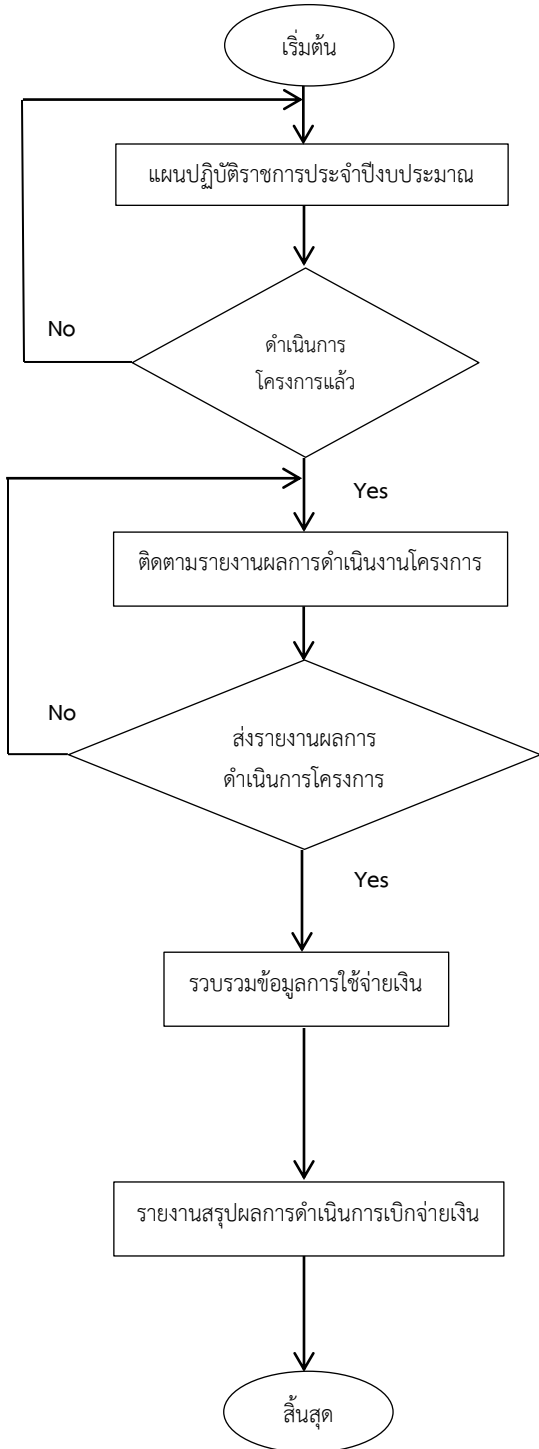 เริ่มต้น
แผนปฏิบัติราชการประจำปีงบประมาณ
No
ดำเนินการ
โครงการแล้ว
Yes
ติดตามรายงานผลการดำเนินงานโครงการ
No
ส่งรายงานผลการ
ดำเนินการโครงการ
Yes
รวบรวมข้อมูลการใช้จ่ายเงิน
รายงานสรุปผลการดำเนินการเบิกจ่ายเงิน
สิ้นสุด